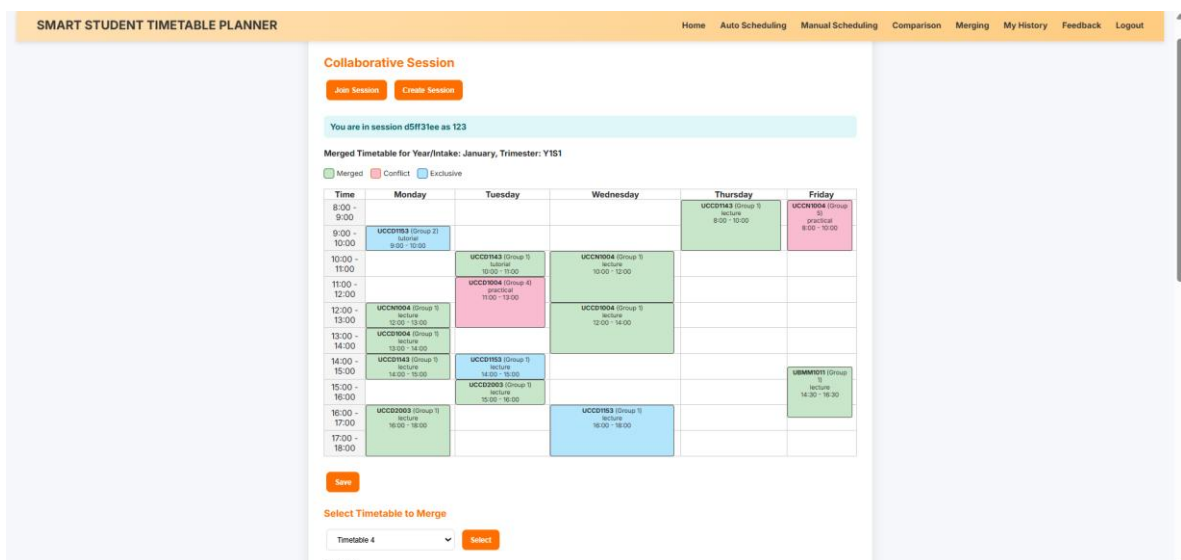 SMART STUDENT TIMETABLE PLANNER
Home Auto Scheduling Manual Scheduling Comparison Merging My History Feedback Logout
Collaborative Session
Join Session Create Session
You are in session d5ff31ee as 123
Merged Timetable for Year/Intake: January, Trimester: Y1S1
Merged Conflict Exclusive
Time Monday Tuesday Wednesday Thursday Friday
8:00 -
9:00
UCCD1143 (Group 1)
lecture
8:00 - 10:00
UCCN1004 (Group
5)
practical
8:00 - 10:00
9:00 -
10:00
UCCD1153 (Group 2)
tutorial
9:00 - 10:00
10:00 -
11:00
UCCD1143 (Group 1)
tutorial
10:00 - 11:00
UCCN1004 (Group 1)
lecture
10:00 - 12:00
11:00 -
12:00
UCCD1004 (Group 4)
practical
11:00 - 13:00
12:00 -
13:00
UCCN1004 (Group 1)
lecture
12:00 - 13:00
UCCD1004 (Group 1)
lecture
12:00 - 14:00
13:00 -
14:00
UCCD1004 (Group 1)
lecture
13:00 - 14:00
14:00 -
15:00
UCCD1143 (Group 1)
lecture
14:00 - 15:00
UCCD1153 (Group 1)
lecture
14:00 - 15:00
UBMM1011 (Group
1)
lecture
14:30 - 16:30
15:00 -
16:00
UCCD2003 (Group 1)
lecture
15:00 - 16:00
16:00 -
17:00
UCCD2003 (Group 1)
lecture
16:00 - 18:00
UCCD1153 (Group 1)
lecture
16:00 - 18:00
17:00 -
18:00
Save
Select Timetable to Merge
Timetable 4 Select